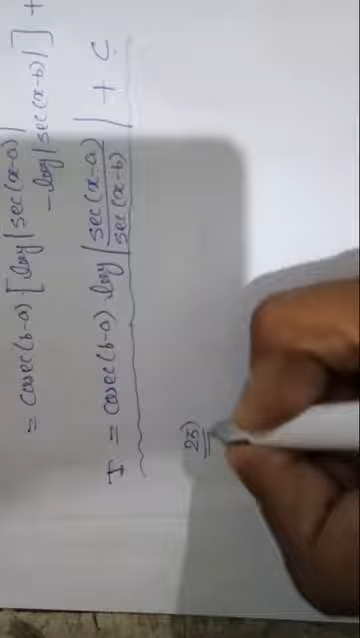 = cosec(b-a) [log|sec(x-a)|
- log|sec(x-b)|] +
I = cosec(b-a) log|sec(x-a)/sec(x-b)| + C
25)